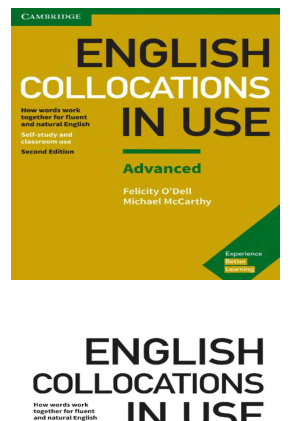 CAMBRIDGE
ENGLISH
COLLOCATIONS
IN USE
How words work
together for fluent
and natural English
Self-study and
classroom use
Second Edition
Advanced
Felicity O'Dell
Michael McCarthy
Experience
Better
Learning
ENGLISH
COLLOCATIONS
IN USE
How words work
together for fluent
and natural English